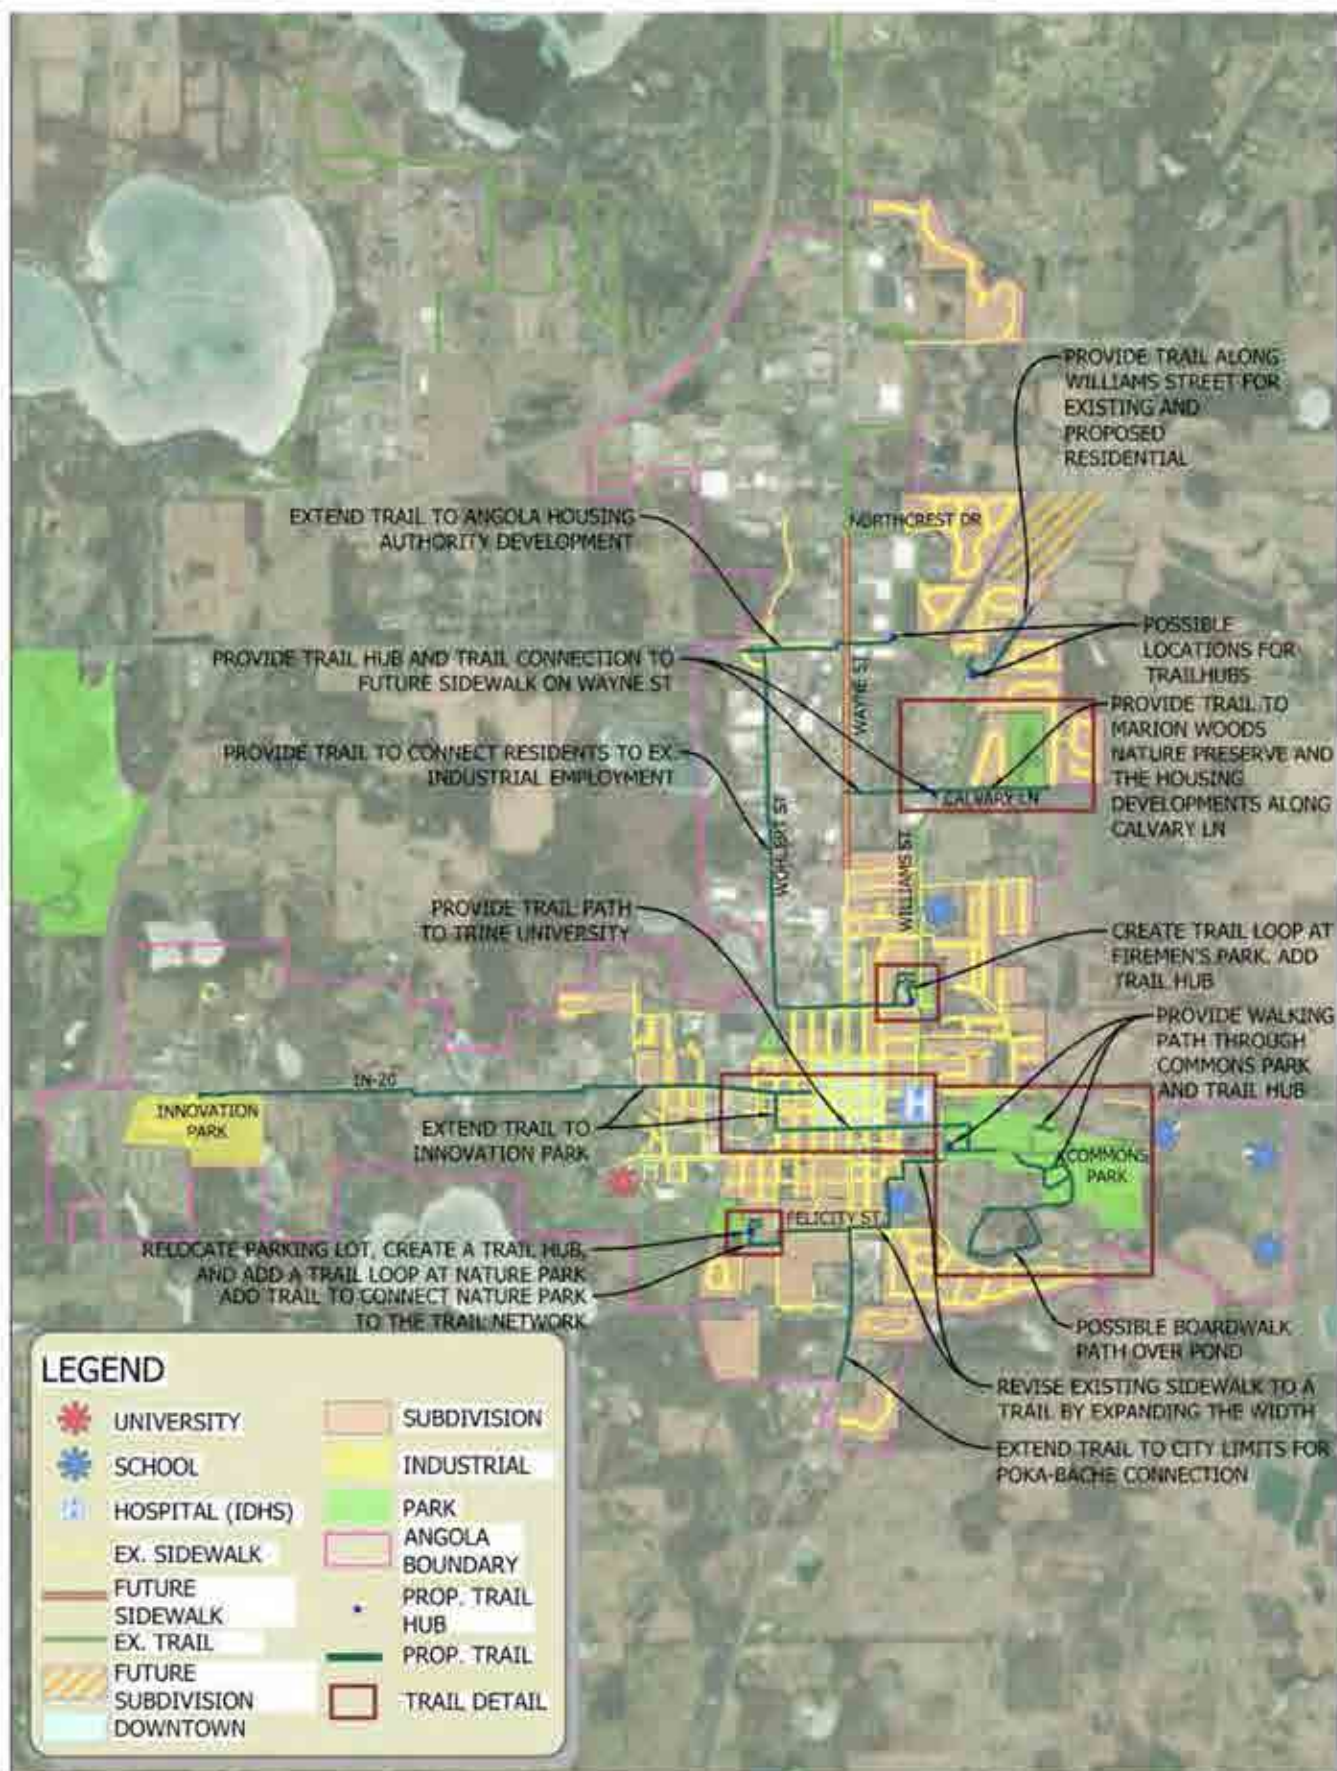 PROVIDE TRAIL ALONG
WILLIAMS STREET FOR
EXISTING AND
PROPOSED
RESIDENTIAL
EXTEND TRAIL TO ANGOLA HOUSING
AUTHORITY DEVELOPMENT
NORTHCREST DR
POSSIBLE
LOCATIONS FOR
TRAILHUBS
PROVIDE TRAIL HUB AND TRAIL CONNECTION TO
FUTURE SIDEWALK ON WAYNE ST
WAYNE ST
PROVIDE TRAIL TO
MARION WOODS
NATURE PRESERVE AND
THE HOUSING
DEVELOPMENTS ALONG
CALVARY LN
PROVIDE TRAIL TO CONNECT RESIDENTS TO EX.
INDUSTRIAL EMPLOYMENT
CALVARY LN
WOHLERT ST
WILLIAMS ST
PROVIDE TRAIL PATH
TO TRINE UNIVERSITY
CREATE TRAIL LOOP AT
FIREMEN'S PARK. ADD
TRAIL HUB
PROVIDE WALKING
PATH THROUGH
COMMONS PARK
AND TRAIL HUB
IN-20
INNOVATION
PARK
H
EXTEND TRAIL TO
INNOVATION PARK
COMMONS
PARK
FELICITY ST
RELOCATE PARKING LOT, CREATE A TRAIL HUB,
AND ADD A TRAIL LOOP AT NATURE PARK
ADD TRAIL TO CONNECT NATURE PARK
TO THE TRAIL NETWORK
POSSIBLE BOARDWALK
PATH OVER POND
REVISE EXISTING SIDEWALK TO A
TRAIL BY EXPANDING THE WIDTH
EXTEND TRAIL TO CITY LIMITS FOR
POKA-BACHE CONNECTION
LEGEND
UNIVERSITY
SCHOOL
H HOSPITAL (IDHS)
EX. SIDEWALK
FUTURE
SIDEWALK
EX. TRAIL
FUTURE
SUBDIVISION
DOWNTOWN
SUBDIVISION
INDUSTRIAL
PARK
ANGOLA
BOUNDARY
PROP. TRAIL
HUB
PROP. TRAIL
TRAIL DETAIL